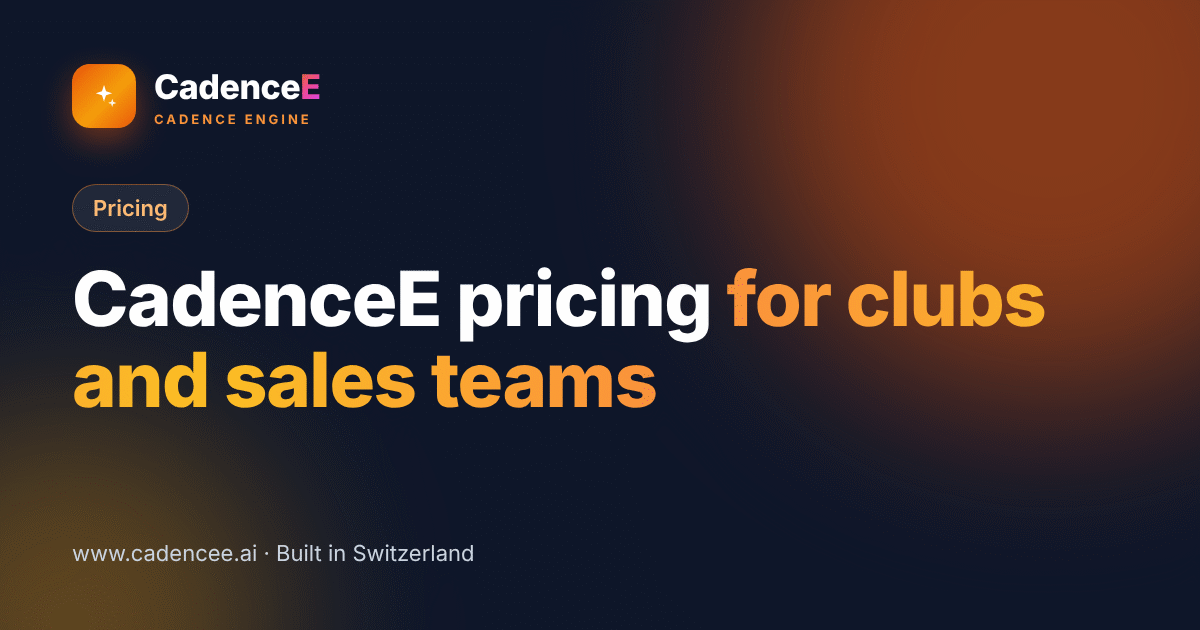 CadenceE
CADENCE ENGINE
Pricing
CadenceE pricing for clubs
and sales teams
www.cadencee.ai · Built in Switzerland